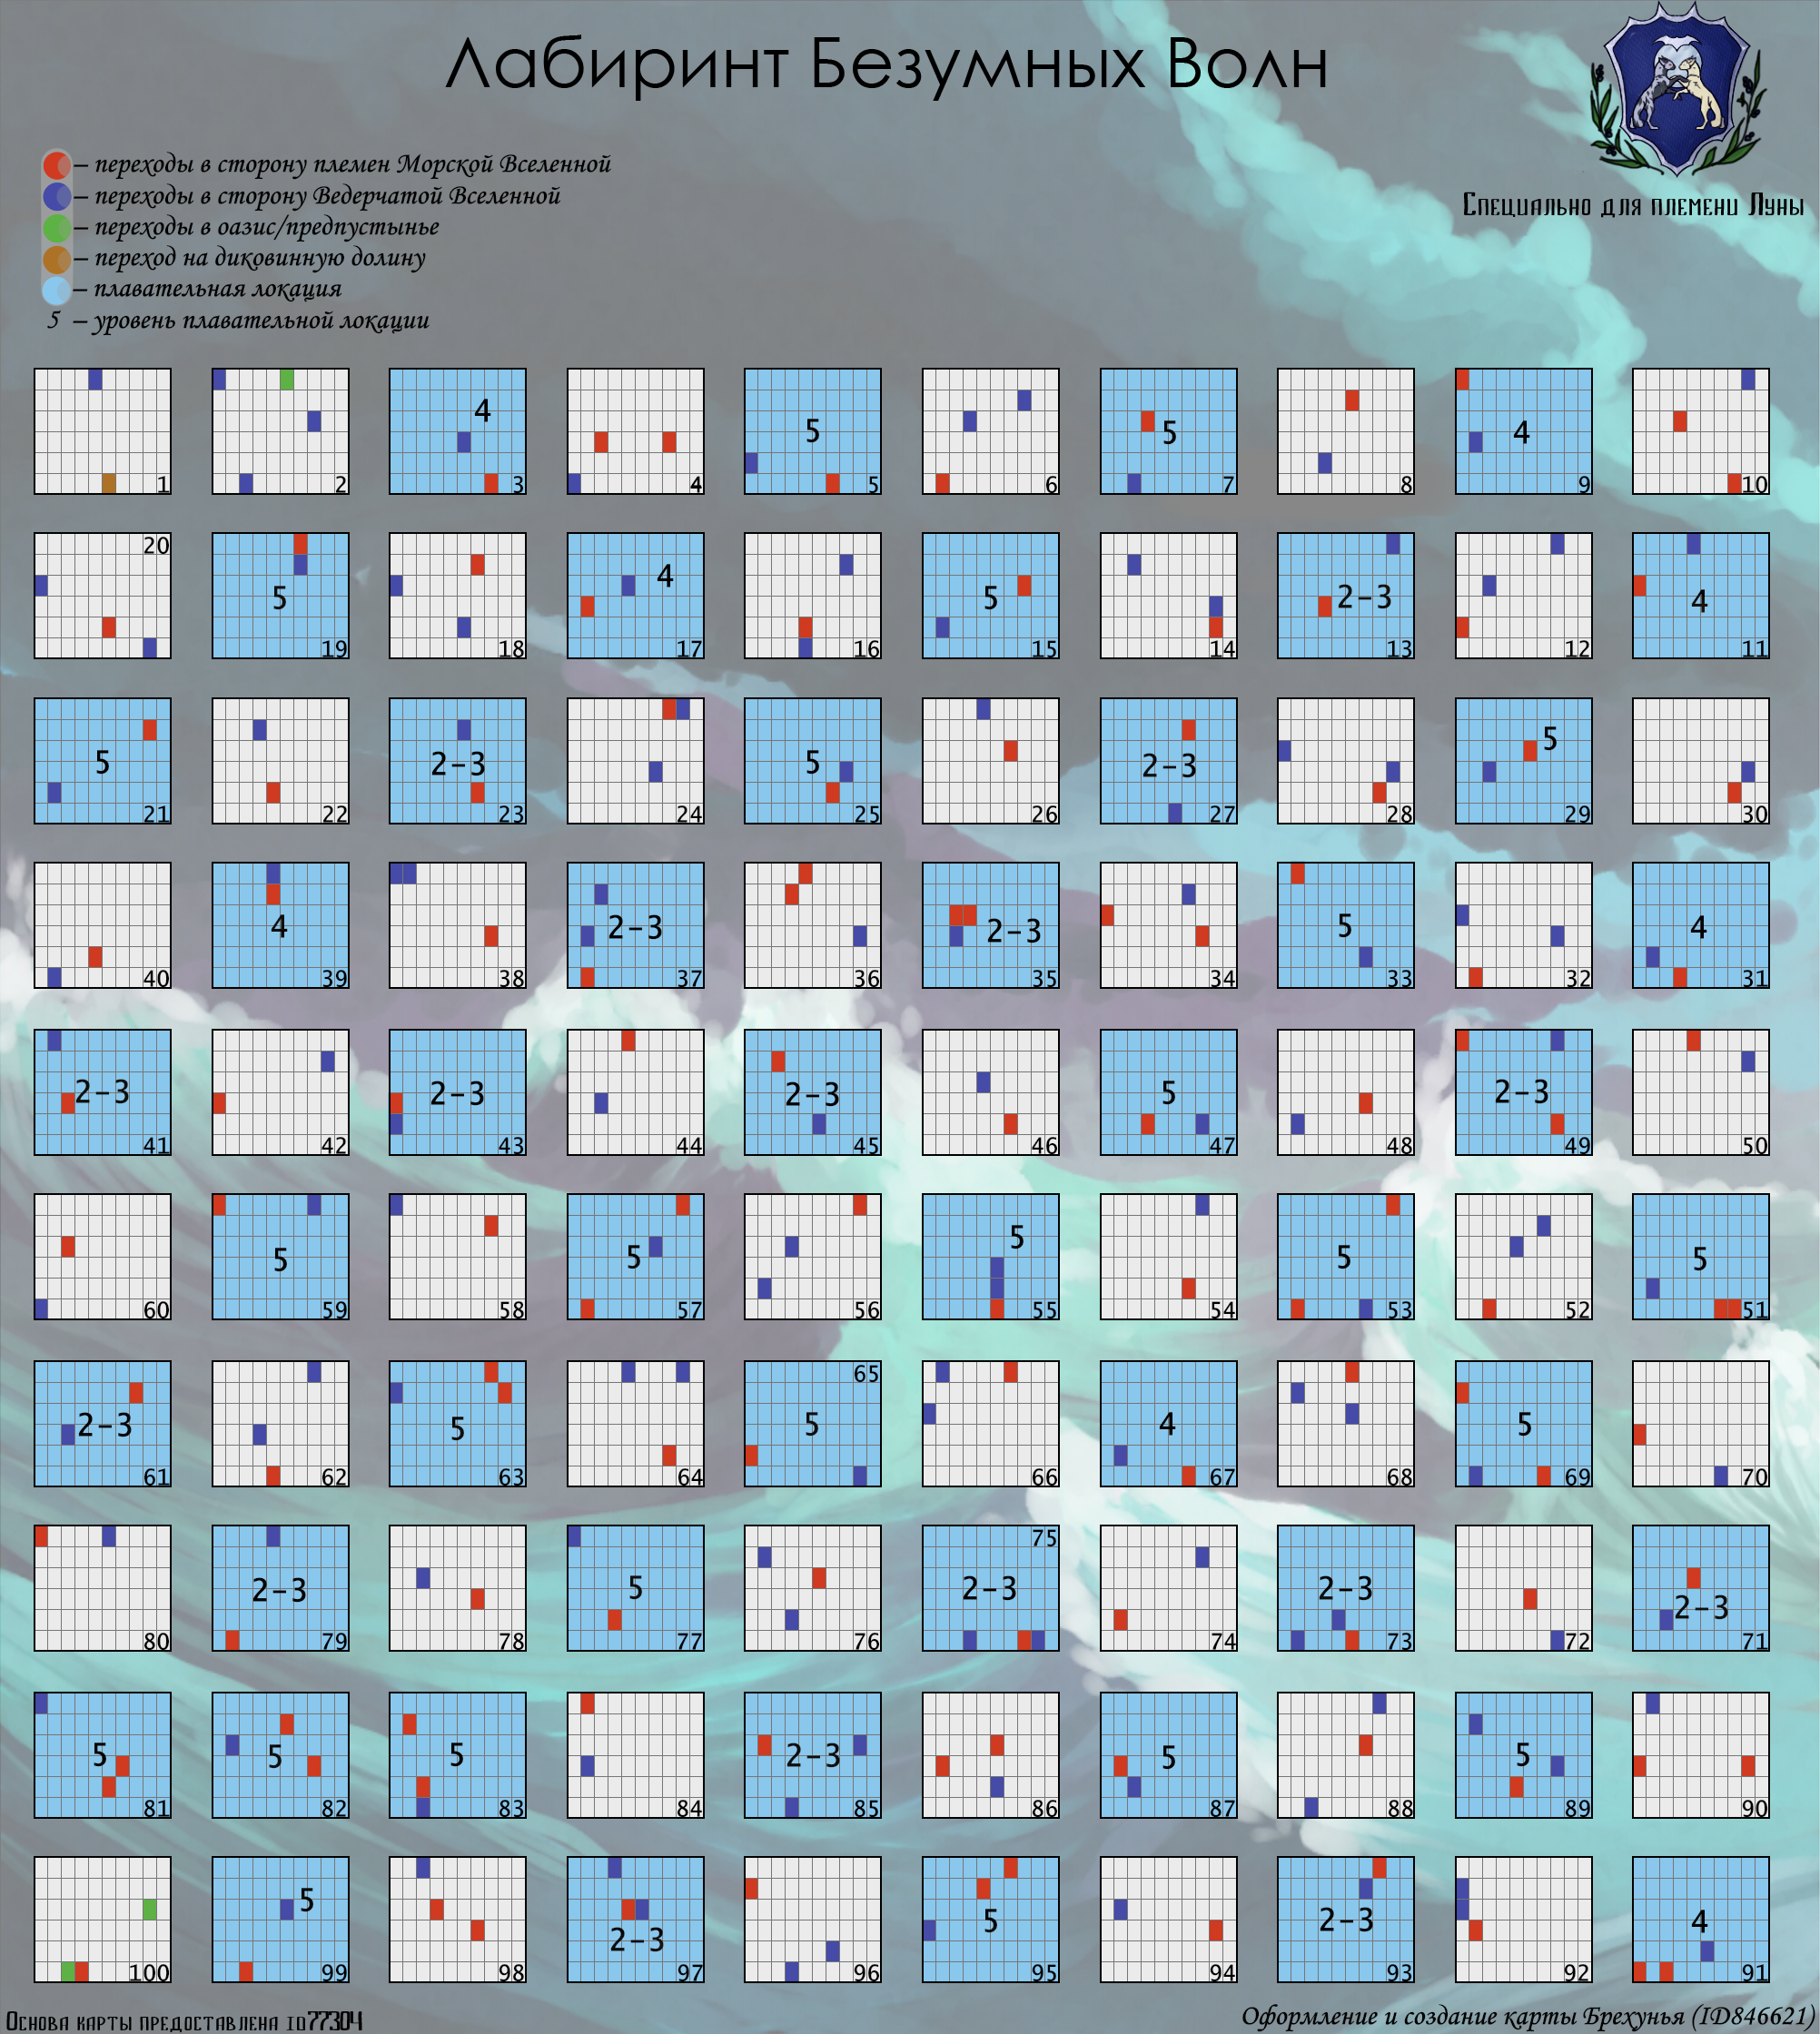 Лабиринт Безумных Волн
– переходы в сторону племен Морской Вселенной
– переходы в сторону Ведерчатой Вселенной
– переходы в оазис/предпустынье
– переход на диковинную долину
– плавательная локация
5 – уровень плавательной локации
Специально для племени Луны
4 5 5 4
1 2 3 4 5 6 7 8 9 10
20
5 4 5 2-3 4
19 18 17 16 15 14 13 12 11
5 2-3 5 2-3 5
21 22 23 24 25 26 27 28 29 30
4 2-3 2-3 5 4
40 39 38 37 36 35 34 33 32 31
2-3 2-3 2-3 5 2-3
41 42 43 44 45 46 47 48 49 50
5 5 5 5 5
60 59 58 57 56 55 54 53 52 51
65
2-3 5 5 4 5
61 62 63 64 66 67 68 69 70
75
2-3 5 2-3 2-3 2-3
80 79 78 77 76 74 73 72 71
5 5 5 2-3 5 5
81 82 83 84 85 86 87 88 89 90
5 2-3 5 2-3 4
100 99 98 97 96 95 94 93 92 91
Основа карты предоставлена id77304
Оформление и создание карты Брехунья (ID846621)